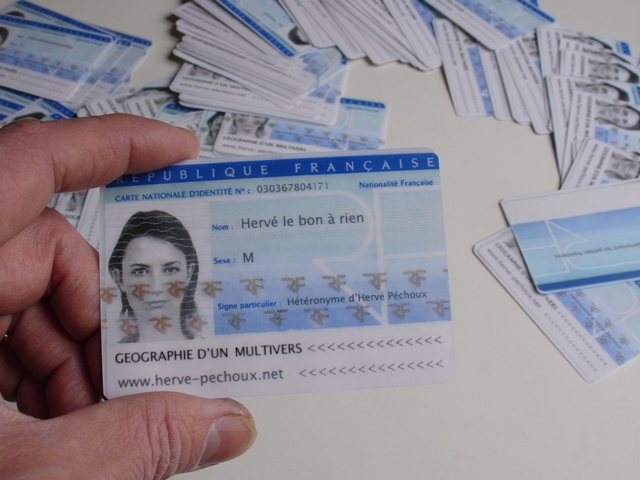 RÉPUBLIQUE FRANÇAISE
CARTE NATIONALE D'IDENTITÉ N° : 030367804171 Nationalité Française
Nom : Hervé le bon à rien
Sexe : M
Signe particulier : Hétéronyme d'Hervé Péchoux
GEOGRAPHIE D'UN MULTIVERS <<<<<<<<<<<<<<<
www.herve-pechoux.net <<<<<<<<<<<<<<<<